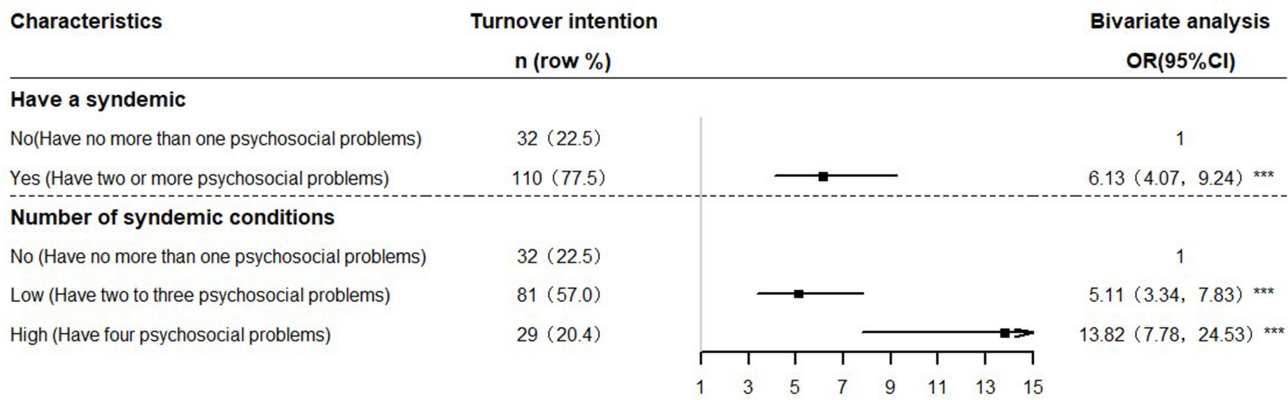 Characteristics Turnover intention Bivariate analysis
n (row %) OR(95%CI)
Have a syndemic
No(Have no more than one psychosocial problems) 32（22.5） 1
Yes (Have two or more psychosocial problems) 110（77.5） 6.13（4.07，9.24）***
Number of syndemic conditions
No (Have no more than one psychosocial problems) 32（22.5） 1
Low (Have two to three psychosocial problems) 81（57.0） 5.11（3.34，7.83）***
High (Have four psychosocial problems) 29（20.4） 13.82（7.78，24.53）***
1 3 5 7 9 11 13 15